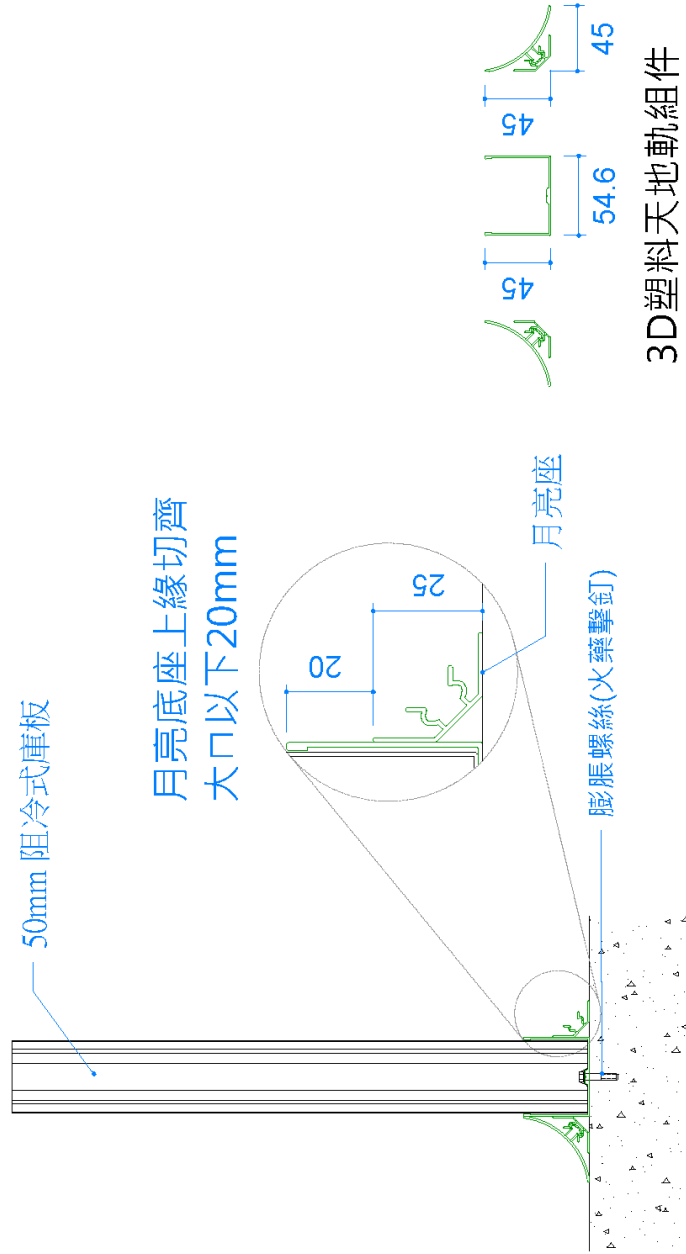 50mm 阻冷式庫板
月亮底座上緣切齊
大ㄇ以下20mm
20
25
月亮座
膨脹螺絲(火藥擊釘)
45
54.6
45
45
3D塑料天地軌組件